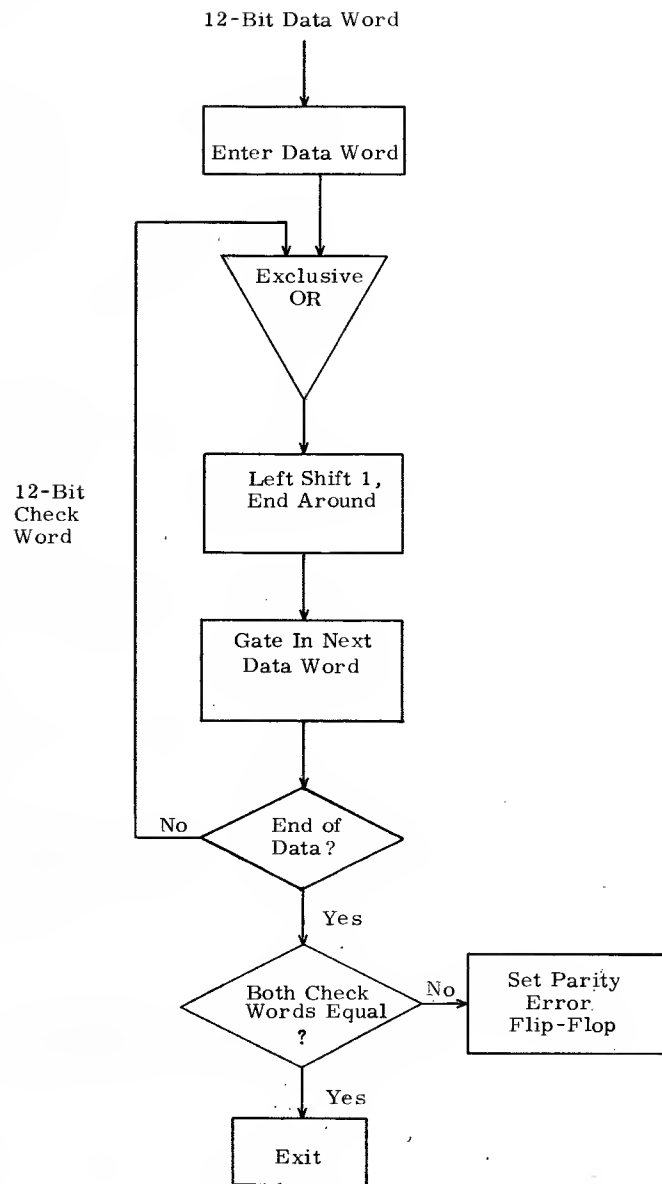 12-Bit Data Word
Enter Data Word
Exclusive
OR
Left Shift 1,
End Around
12-Bit
Check
Word
Gate In Next
Data Word
No
End of
Data?
Yes
Both Check
Words Equal
?
No
Set Parity
Error
Flip-Flop
Yes
Exit